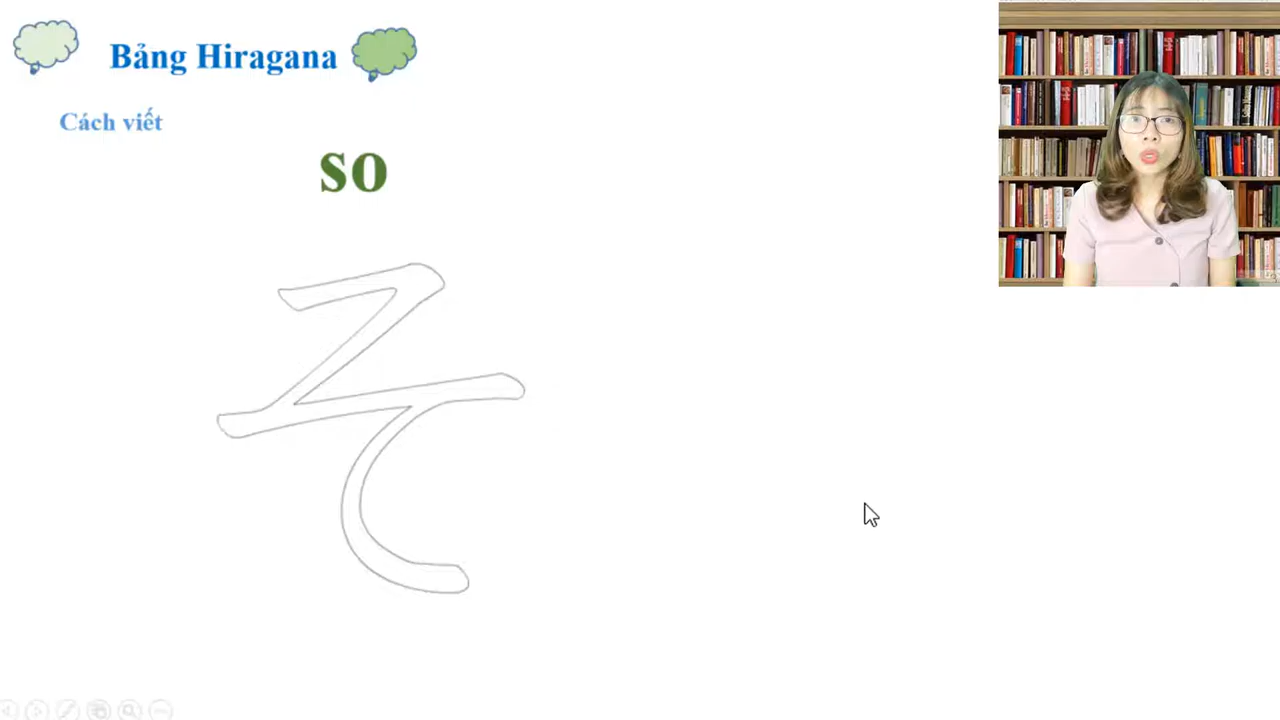 Bảng Hiragana
Cách viết
so
そ